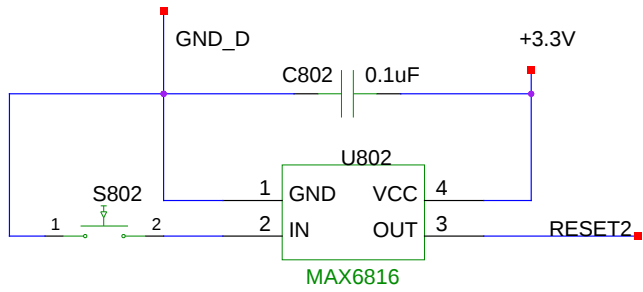 GND_D
+3.3V
C802 0.1uF
U802
S802
1 GND VCC 4
1 2
2 IN OUT 3
RESET2
MAX6816